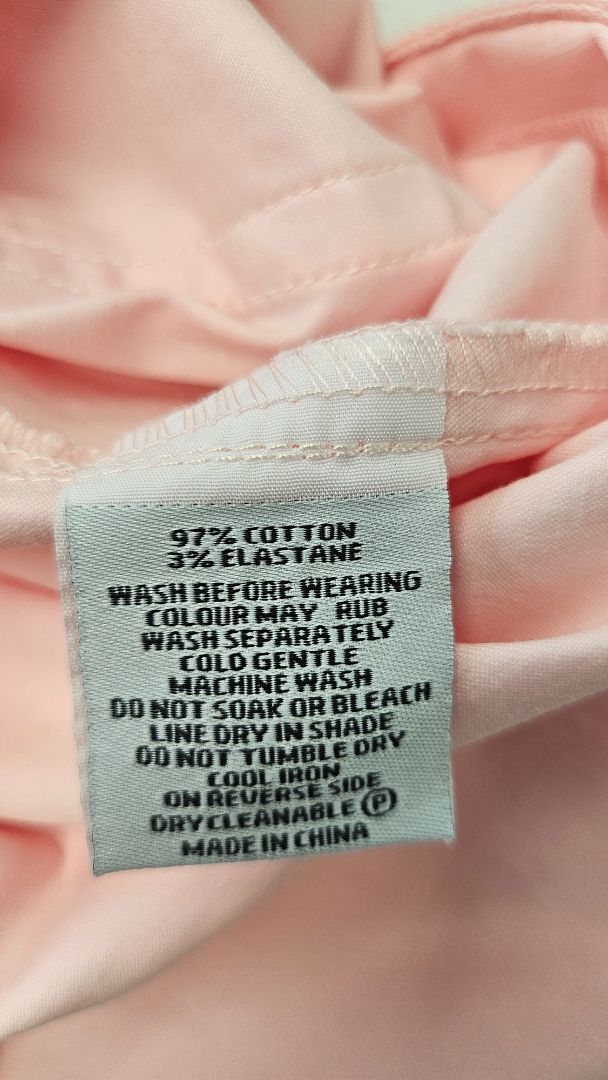 97% COTTON
3% ELASTANE
WASH BEFORE WEARING
COLOUR MAY RUB
WASH SEPARATELY
COLD GENTLE
MACHINE WASH
DO NOT SOAK OR BLEACH
LINE DRY IN SHADE
DO NOT TUMBLE DRY
COOL IRON
ON REVERSE SIDE
DRYCLEANABLE Ⓟ
MADE IN CHINA